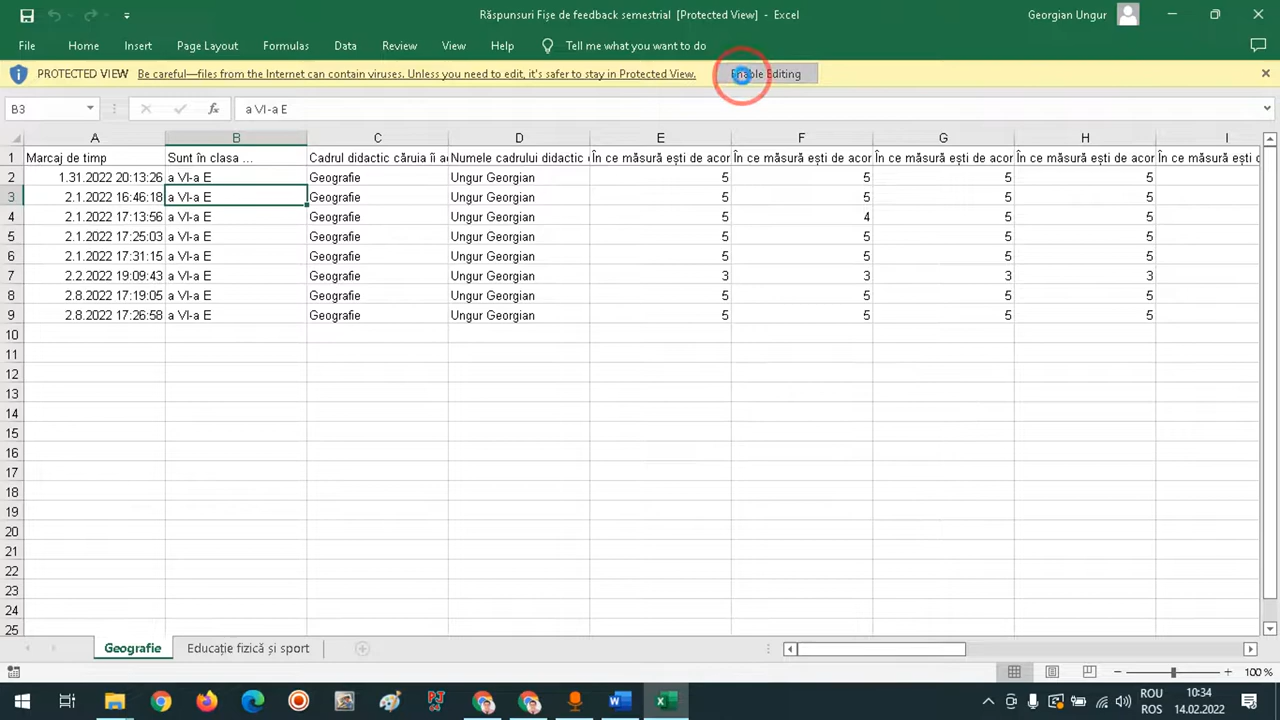 Răspunsuri Fișe de feedback semestrial [Protected View] - Excel
Georgian Ungur
File Home Insert Page Layout Formulas Data Review View Help Tell me what you want to do
PROTECTED VIEW Be careful—files from the Internet can contain viruses. Unless you need to edit, it's safer to stay in Protected View. Enable Editing
B3 fx a VI-a E
A B C D E F G H I
1 Marcaj de timp Sunt în clasa ... Cadrul didactic căruia îi Numele cadrului didactic În ce măsură ești de acor În ce măsură ești de acor În ce măsură ești de acor În ce măsură ești de acor În ce măsură ești
2 1.31.2022 20:13:26 a VI-a E Geografie Ungur Georgian 5 5 5 5
3 2.1.2022 16:46:18 a VI-a E Geografie Ungur Georgian 5 5 5 5
4 2.1.2022 17:13:56 a VI-a E Geografie Ungur Georgian 5 4 5 5
5 2.1.2022 17:25:03 a VI-a E Geografie Ungur Georgian 5 5 5 5
6 2.1.2022 17:31:15 a VI-a E Geografie Ungur Georgian 5 5 5 5
7 2.2.2022 19:09:43 a VI-a E Geografie Ungur Georgian 3 3 3 3
8 2.8.2022 17:19:05 a VI-a E Geografie Ungur Georgian 5 5 5 5
9 2.8.2022 17:26:58 a VI-a E Geografie Ungur Georgian 5 5 5 5
10
11
12
13
14
15
16
17
18
19
20
21
22
23
24
25
Geografie Educație fizică și sport
100 %
ROU 10:34
ROS 14.02.2022